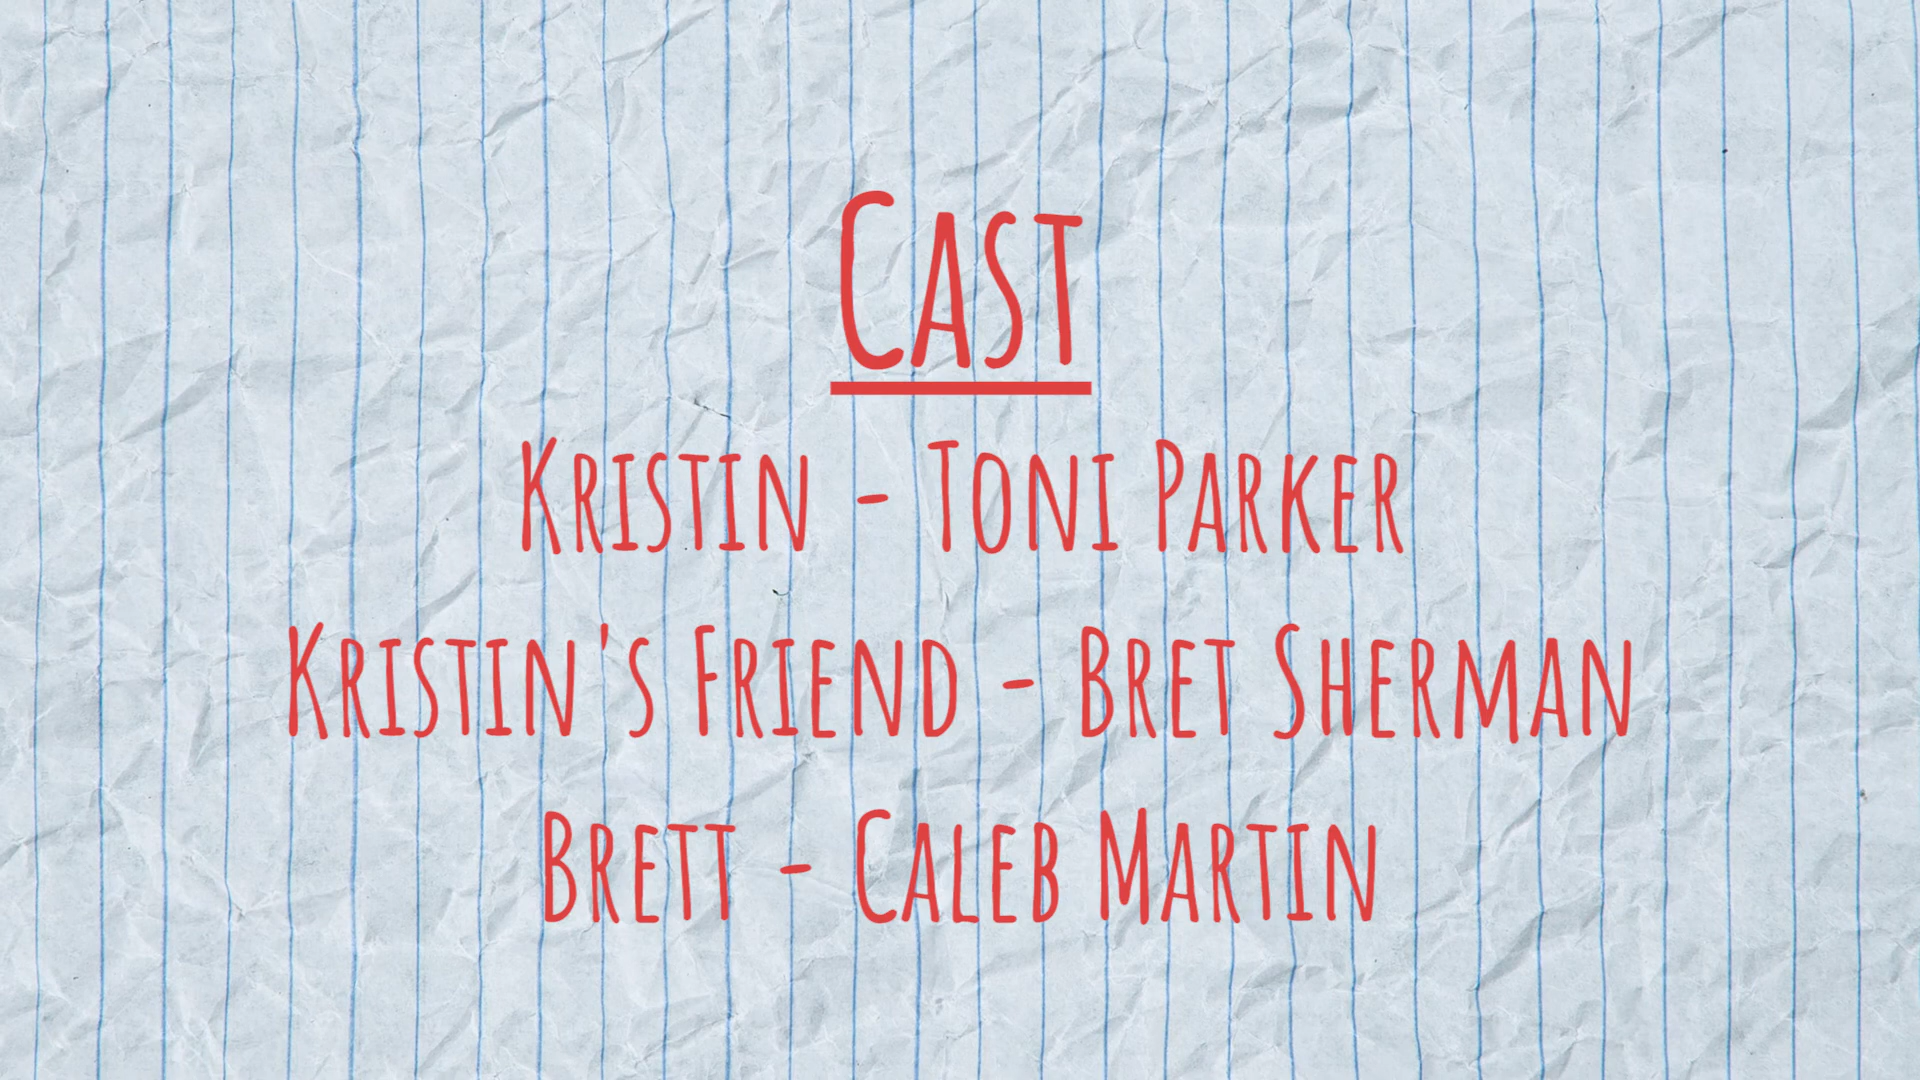 Cast
Kristin - Toni Parker
Kristin's Friend - Bret Sherman
Brett - Caleb Martin